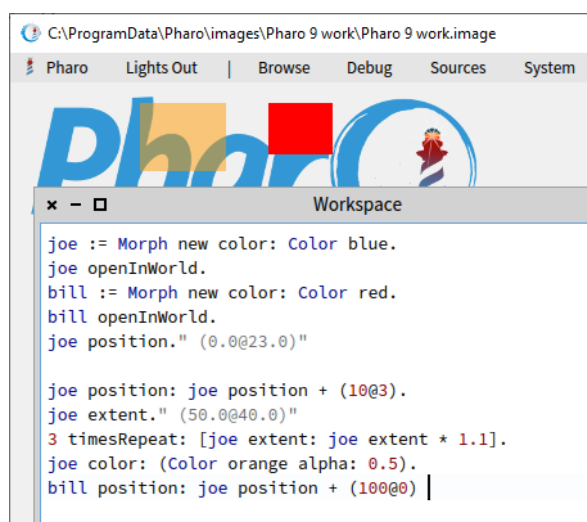 C:\ProgramData\Pharo\images\Pharo 9 work\Pharo 9 work.image
Pharo Lights Out | Browse Debug Sources System
Pharo
Workspace
joe := Morph new color: Color blue.
joe openInWorld.
bill := Morph new color: Color red.
bill openInWorld.
joe position." (0.0@23.0)"
joe position: joe position + (10@3).
joe extent." (50.0@40.0)"
3 timesRepeat: [joe extent: joe extent * 1.1].
joe color: (Color orange alpha: 0.5).
bill position: joe position + (100@0)